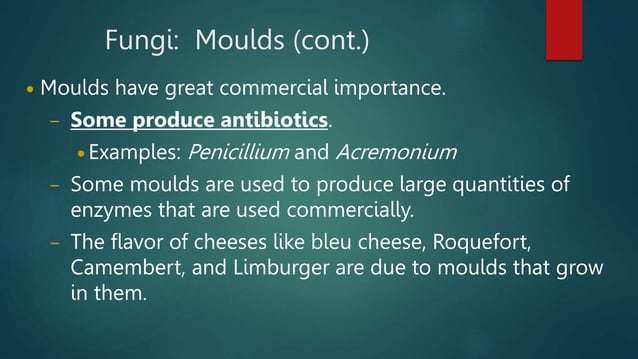 Fungi: Moulds (cont.)
• Moulds have great commercial importance.
– Some produce antibiotics.
• Examples: Penicillium and Acremonium
– Some moulds are used to produce large quantities of
enzymes that are used commercially.
– The flavor of cheeses like bleu cheese, Roquefort,
Camembert, and Limburger are due to moulds that grow
in them.